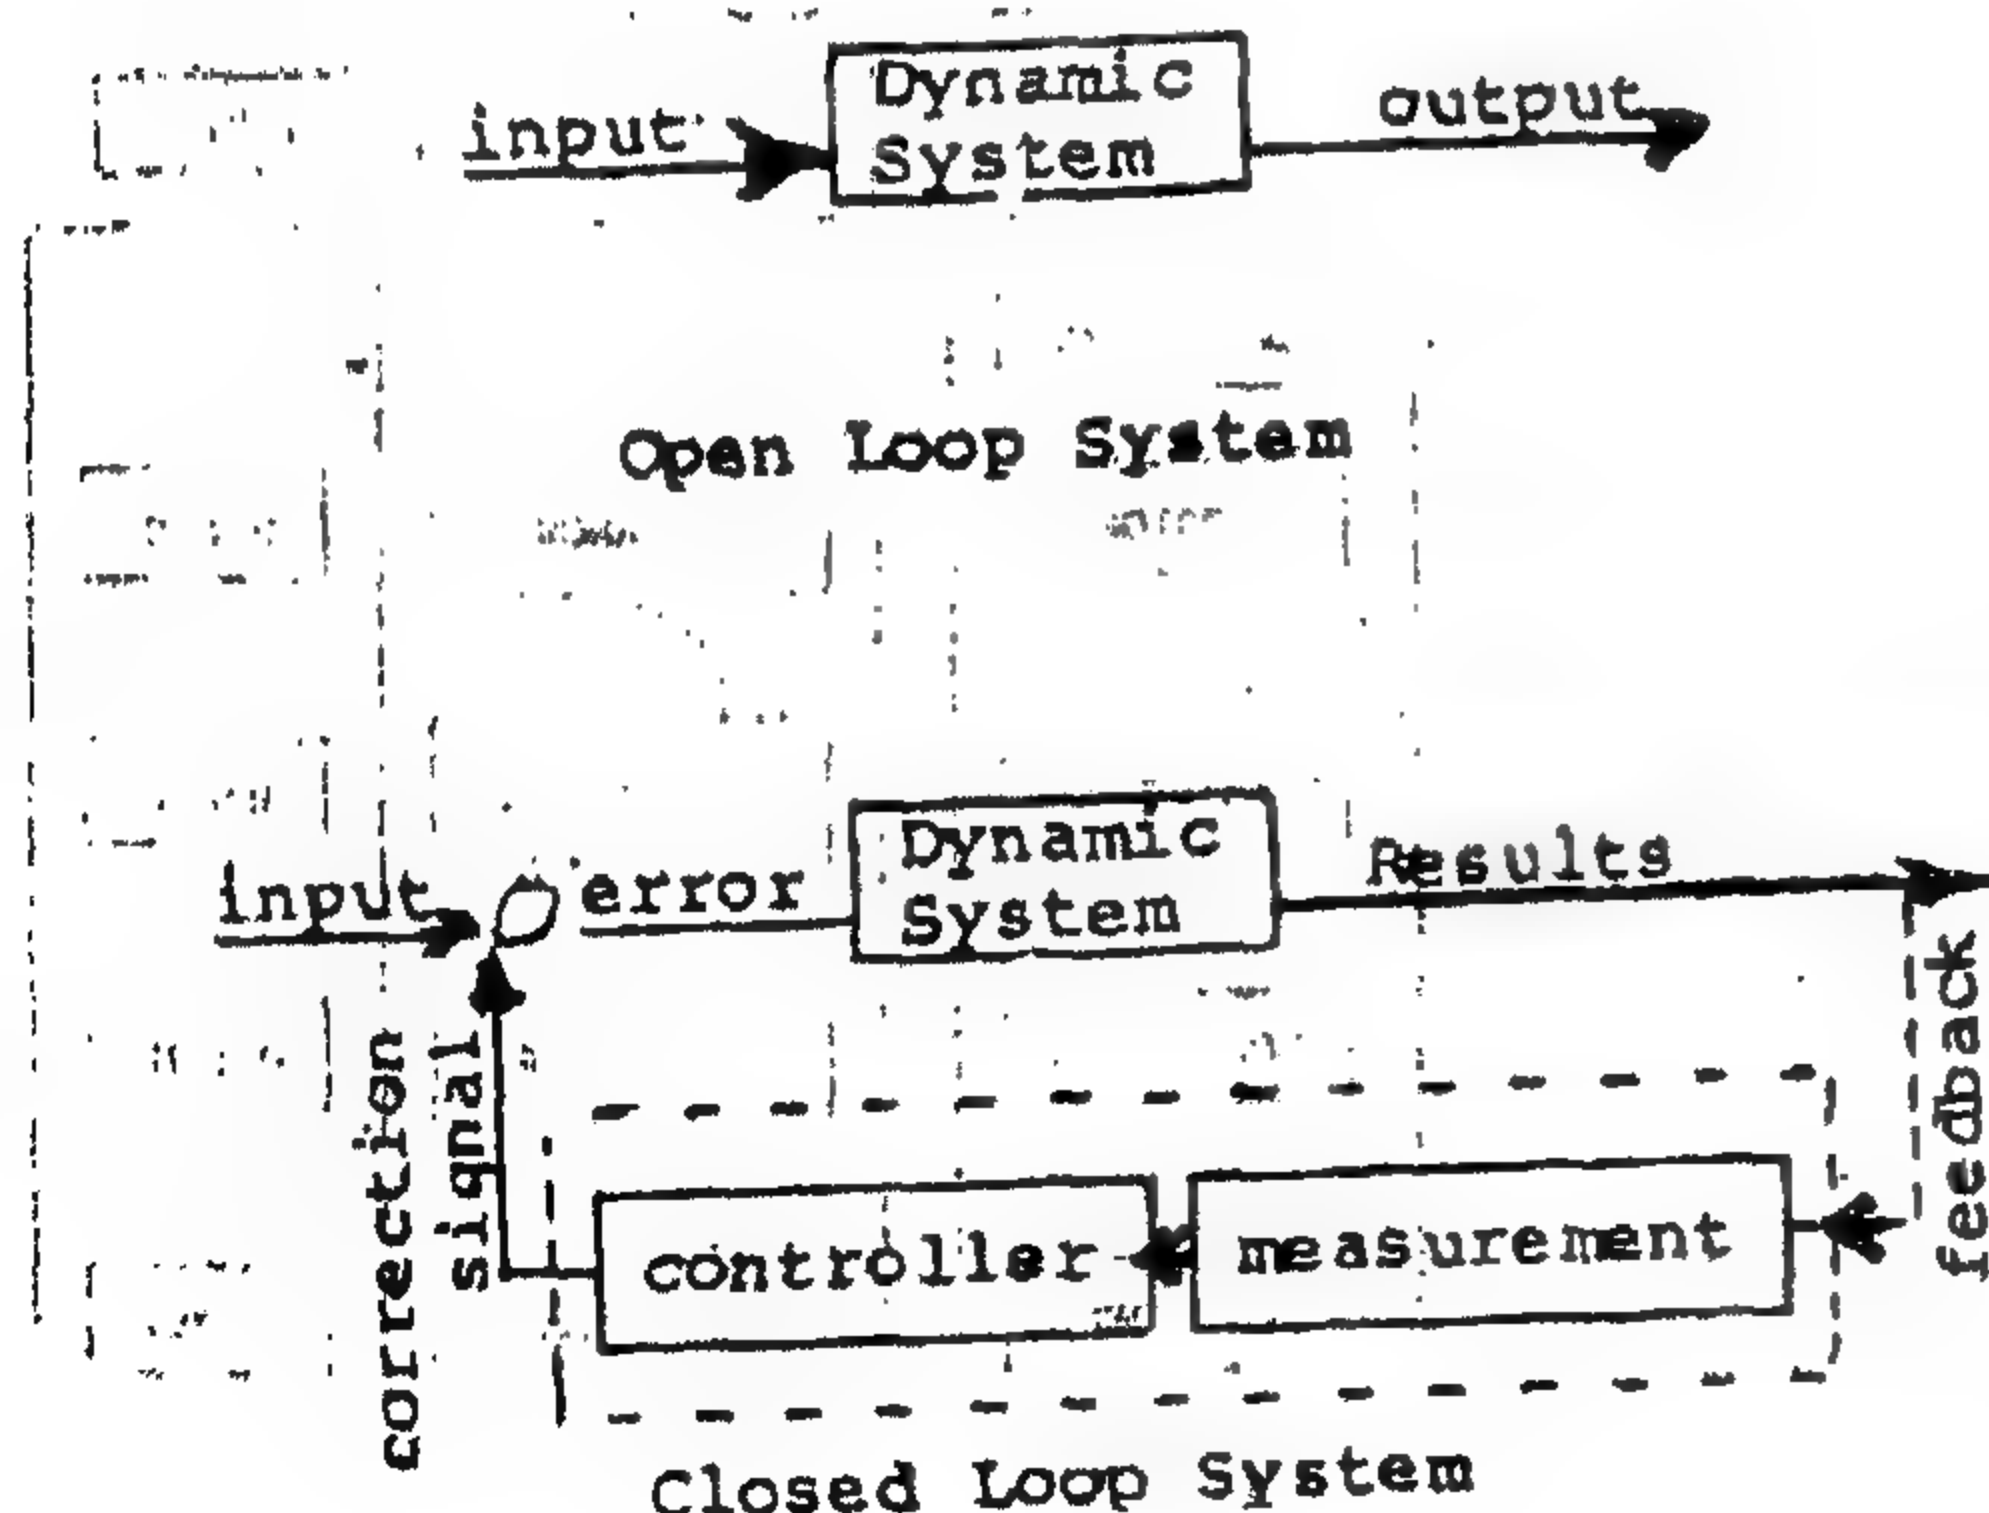 Dynamic
System
input
output
Open Loop System
Dynamic
System
input
error
Results
correction
signal
feedback
controller
measurement
Closed Loop System